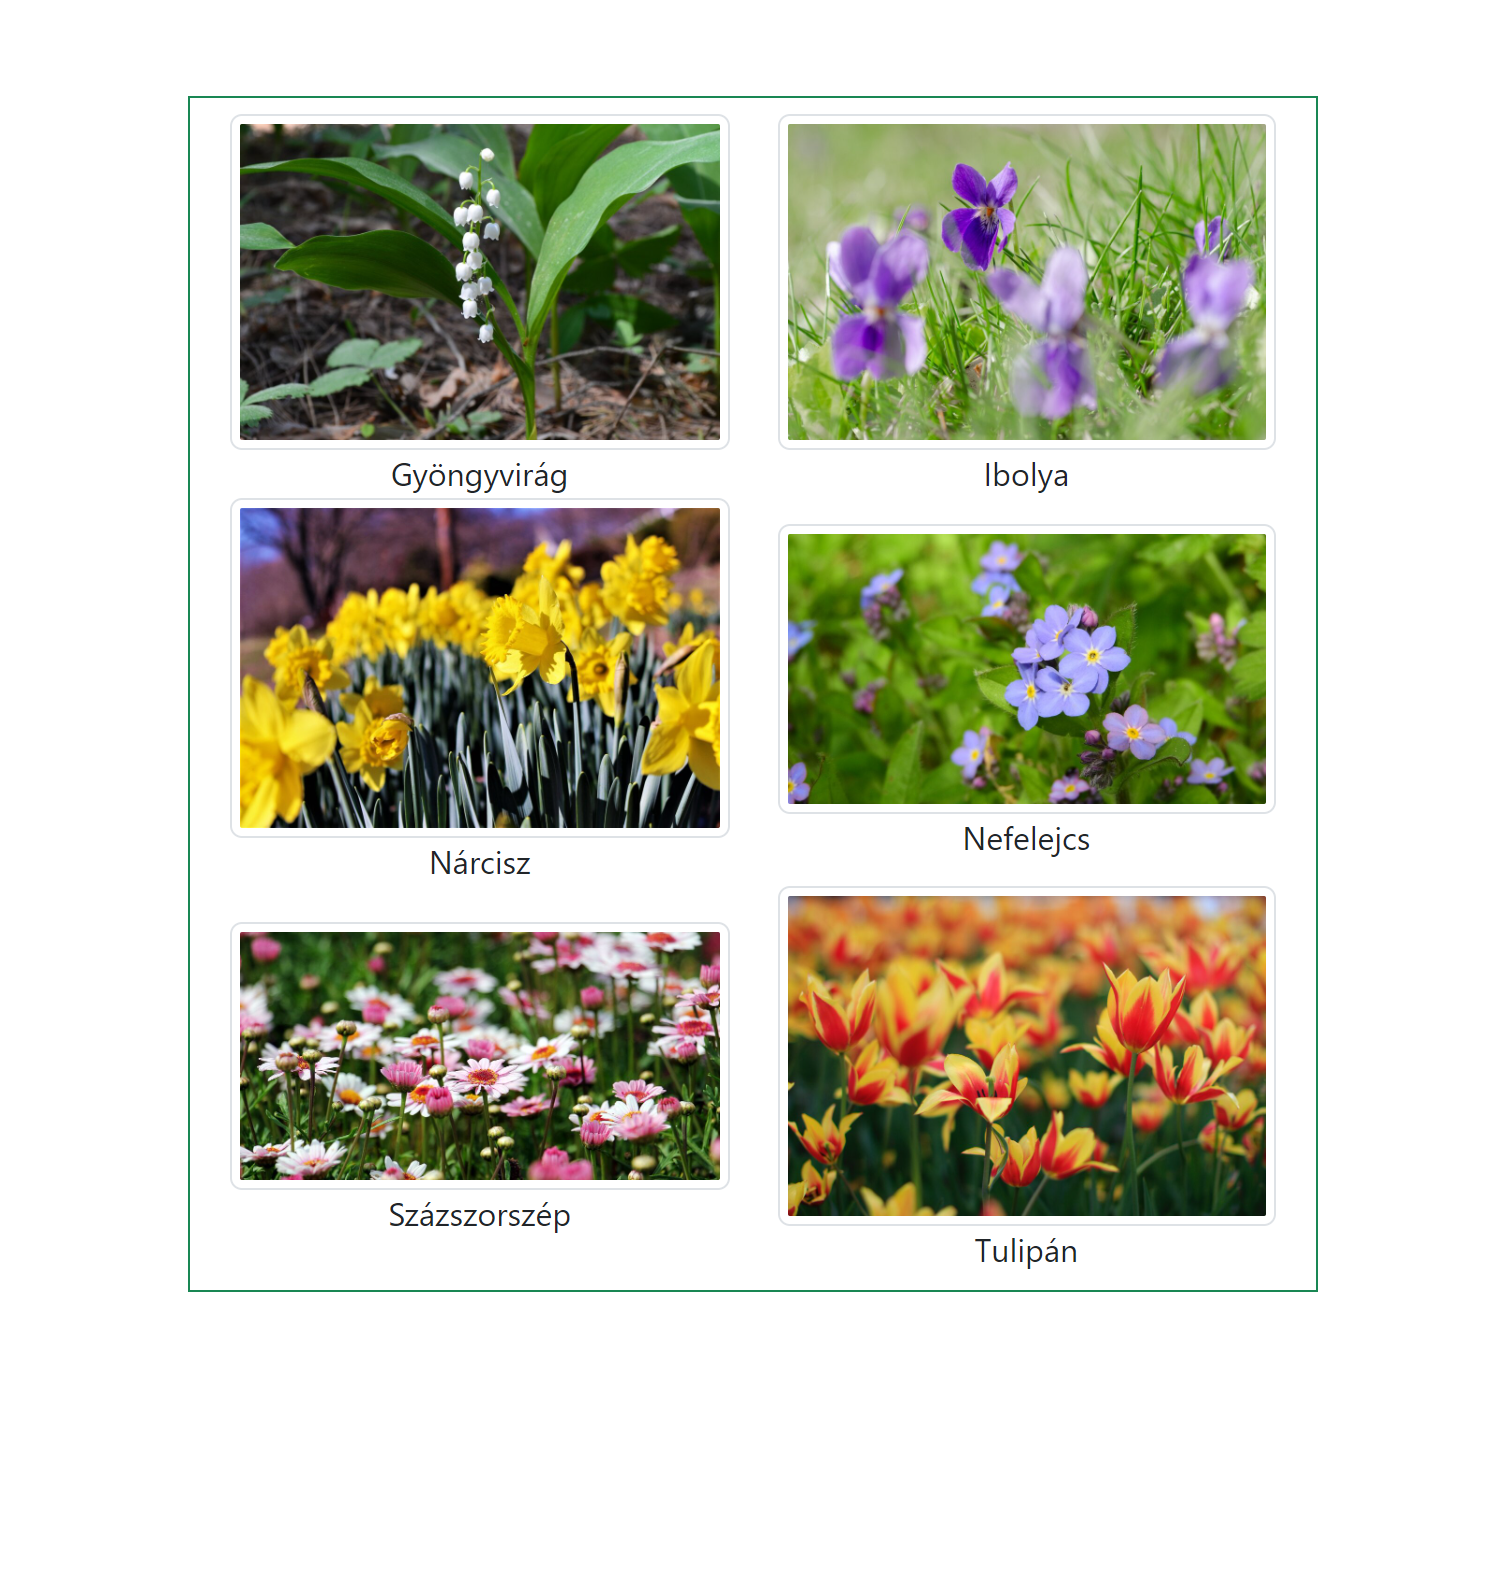 Gyöngyvirág
Ibolya
Nárcisz
Nefelejcs
Százszorszép
Tulipán